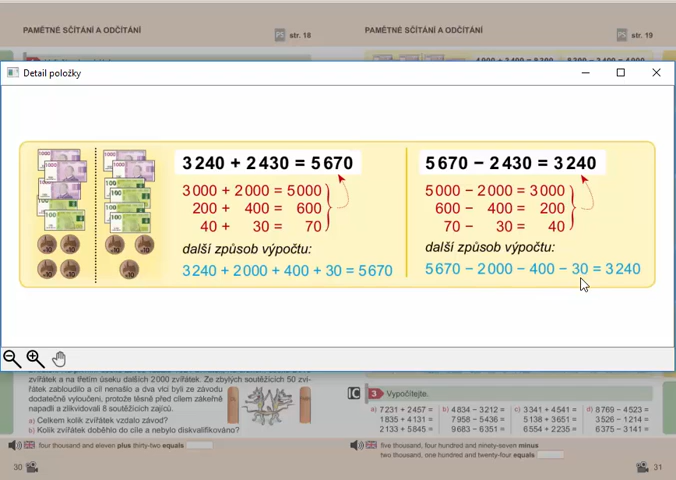 PAMĚTNÉ SČÍTÁNÍ A ODČÍTÁNÍ
PS str. 18
PAMĚTNÉ SČÍTÁNÍ A ODČÍTÁNÍ
PS str. 19
Detail položky
3 240 + 2 430 = 5 670
3 000 + 2 000 = 5 000
200 + 400 = 600
40 + 30 = 70
další způsob výpočtu:
3 240 + 2 000 + 400 + 30 = 5 670
5 670 − 2 430 = 3 240
5 000 − 2 000 = 3 000
600 − 400 = 200
70 − 30 = 40
další způsob výpočtu:
5 670 − 2 000 − 400 − 30 = 3 240
zvířátek a na třetím úseku dalších 2000 zvířátek. Ze zbylých soutěžících 50 zví-
řátek zabloudilo a cíl nenašlo a dva vlci byli ze závodu
dodatečně vyloučeni, protože těsně před cílem zákeřně
napadli a zlikvidovali 8 soutěžících zajíců.
a) Celkem kolik zvířátek vzdalo závod?
b) Kolik zvířátek doběhlo do cíle a nebylo diskvalifikováno?
four thousand and eleven plus thirty-two equals
30
3 Vypočítejte.
a) 7 231 + 2 457 = b) 4 834 − 3 212 = c) 3 341 + 4 541 = d) 8 769 − 4 523 =
1 835 + 4 131 = 7 958 − 5 936 = 5 138 + 3 651 = 3 526 − 1 214 =
2 133 + 5 845 = 9 683 − 6 351 = 6 554 + 2 235 = 6 375 − 3 141 =
five thousand, four hundred and ninety-seven minus
two thousand, one hundred and twenty-four equals
31